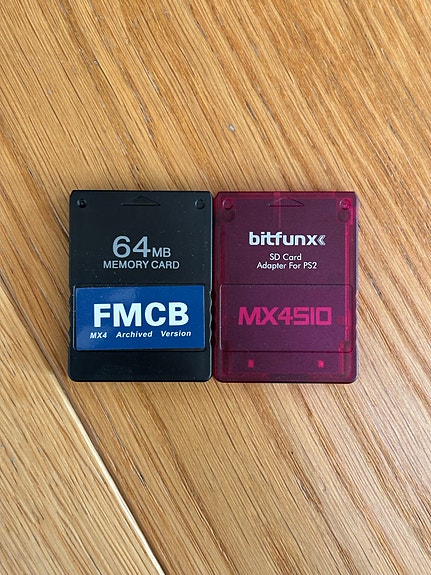 64MB
MEMORY CARD
FMCB
MX4 Archived Version
bitfunx
SD Card
Adapter For PS2
MX4SIO